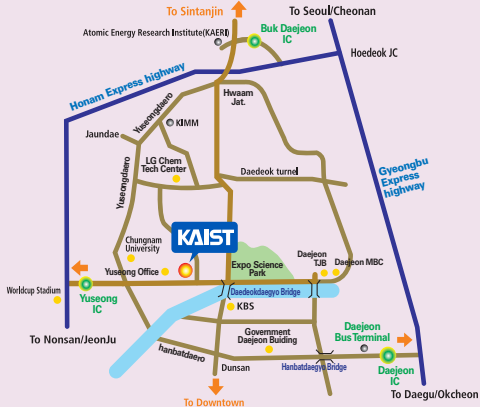 To Sintanjin
To Seoul/Cheonan
Atomic Energy Research Institute(KAERI)
Buk Daejeon
IC
Hoedeok JC
Honam Express highway
Hwaam
Jat.
Yuseongdaero
KIMM
Jaundae
LG Chem
Tech Center
Daedeok turnel
Gyeongbu
Express
highway
Yuseongdaero
KAIST
Chungnam
University
Yuseong Office
Expo Science
Park
Daejeon
TJB
Daejeon MBC
Worldcup Stadium
Yuseong
IC
Daedeokdaegyo Bridge
KBS
To Nonsan/JeonJu
Government
Daejeon Buiding
Daejeon
Bus Terminal
hanbatdaero
Dunsan
Hanbatdaegyo Bridge
Daejeon
IC
To Downtown
To Daegu/Okcheon